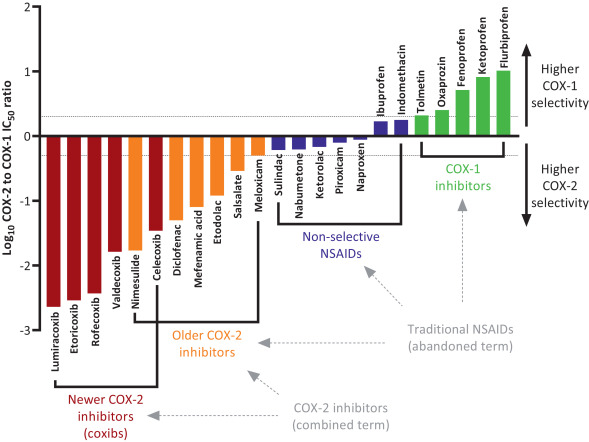 Log10 COX-2 to COX-1 IC50 ratio
2
1
0
-1
-2
-3
Lumiracoxib
Etoricoxib
Rofecoxib
Valdecoxib
Nimesulide
Celecoxib
Diclofenac
Mefenamic acid
Etodolac
Salsalate
Meloxicam
Sulindac
Nabumetone
Ketorolac
Piroxicam
Naproxen
Ibuprofen
Indomethacin
Tolmetin
Oxaprozin
Fenoprofen
Ketoprofen
Flurbiprofen
Higher
COX-1
selectivity
Higher
COX-2
selectivity
COX-1
inhibitors
Non-selective
NSAIDs
Older COX-2
inhibitors
Traditional NSAIDs
(abandoned term)
Newer COX-2
inhibitors
(coxibs)
COX-2 inhibitors
(combined term)